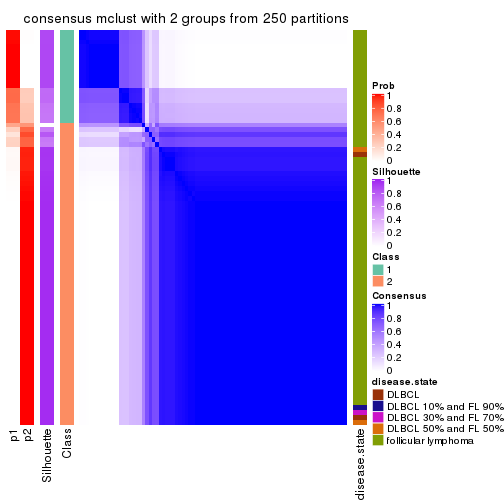 consensus mclust with 2 groups from 250 partitions
Prob
1
0.8
0.6
0.4
0.2
0
Silhouette
1
0.8
0.6
0.4
0.2
0
Class
1
2
Consensus
1
0.8
0.6
0.4
0.2
0
disease.state
DLBCL
DLBCL 10% and FL 90%
DLBCL 30% and FL 70%
DLBCL 50% and FL 50%
follicular lymphoma
p1
p2
Silhouette
Class
disease.state